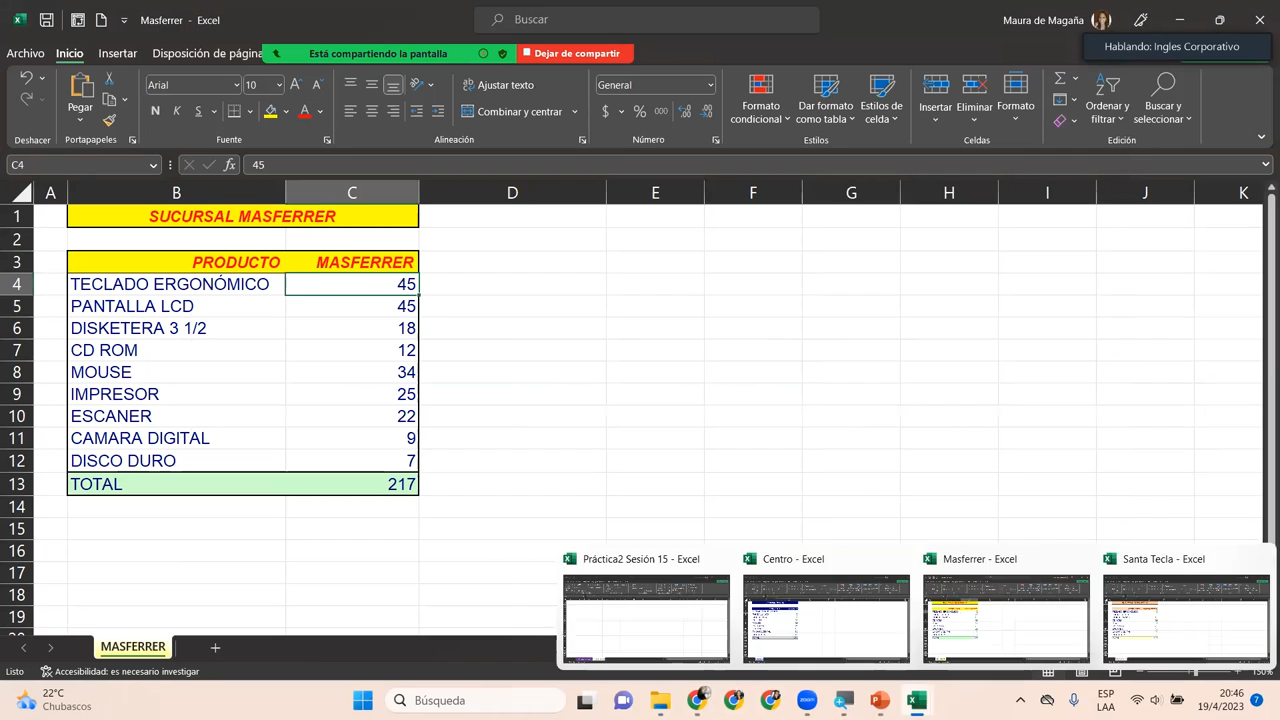 Masferrer - Excel
Buscar
Maura de Magaña
Hablando: Ingles Corporativo
Archivo
Inicio
Insertar
Disposición de página
Está compartiendo la pantalla
Dejar de compartir
Pegar
Arial
10
N K S
Ajustar texto
Combinar y centrar
General
$ % 000
Formato condicional
Dar formato como tabla
Estilos de celda
Insertar
Eliminar
Formato
Ordenar y filtrar
Buscar y seleccionar
Deshacer
Portapapeles
Fuente
Alineación
Número
Estilos
Celdas
Edición
C4
fx
45
A B C D E F G H I J K
1 SUCURSAL MASFERRER
2
3 PRODUCTO MASFERRER
4 TECLADO ERGONÓMICO 45
5 PANTALLA LCD 45
6 DISKETERA 3 1/2 18
7 CD ROM 12
8 MOUSE 34
9 IMPRESOR 25
10 ESCANER 22
11 CAMARA DIGITAL 9
12 DISCO DURO 7
13 TOTAL 217
14
15
16
17
18
19
Práctica2 Sesión 15 - Excel
Centro - Excel
Masferrer - Excel
Santa Tecla - Excel
MASFERRER
Listo
Accesibilidad: es necesario investigar
150%
22°C
Chubascos
Búsqueda
zoom
ESP
LAA
20:46
19/4/2023
7